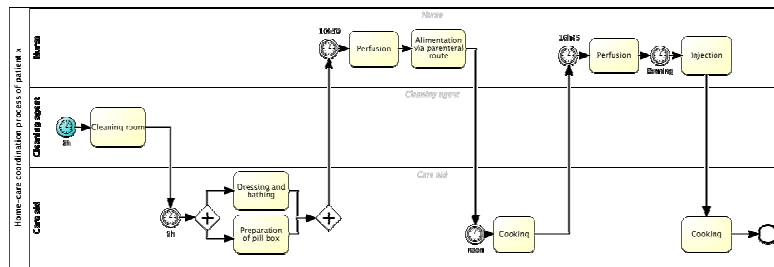 Home-care coordination process of patient x
Nurse
Nurse
10h30
Perfusion
Alimentation
via parenteral
route
Perfusion
Evening
Injection
Cleaning agent
Cleaning agent
8h
Cleaning room
Care aid
Care aid
9h
Dressing and
bathing
Preparation
of pill box
noon
Cooking
Cooking